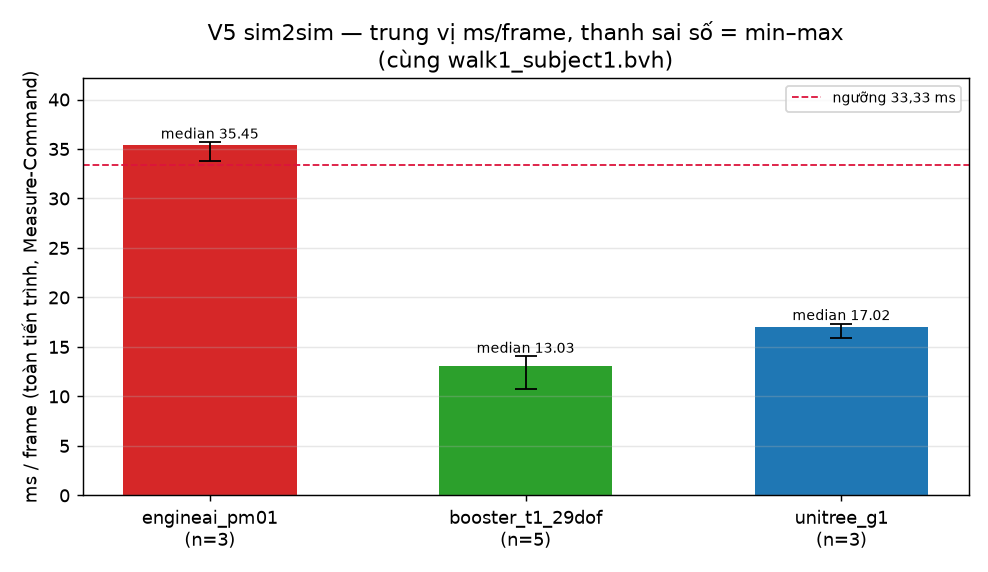 V5 sim2sim — trung vị ms/frame, thanh sai số = min–max
(cùng walk1_subject1.bvh)
ms / frame (toàn tiến trình, Measure-Command)
40
35
30
25
20
15
10
5
0
ngưỡng 33,33 ms
median 35.45
median 13.03
median 17.02
engineai_pm01
(n=3)
booster_t1_29dof
(n=5)
unitree_g1
(n=3)